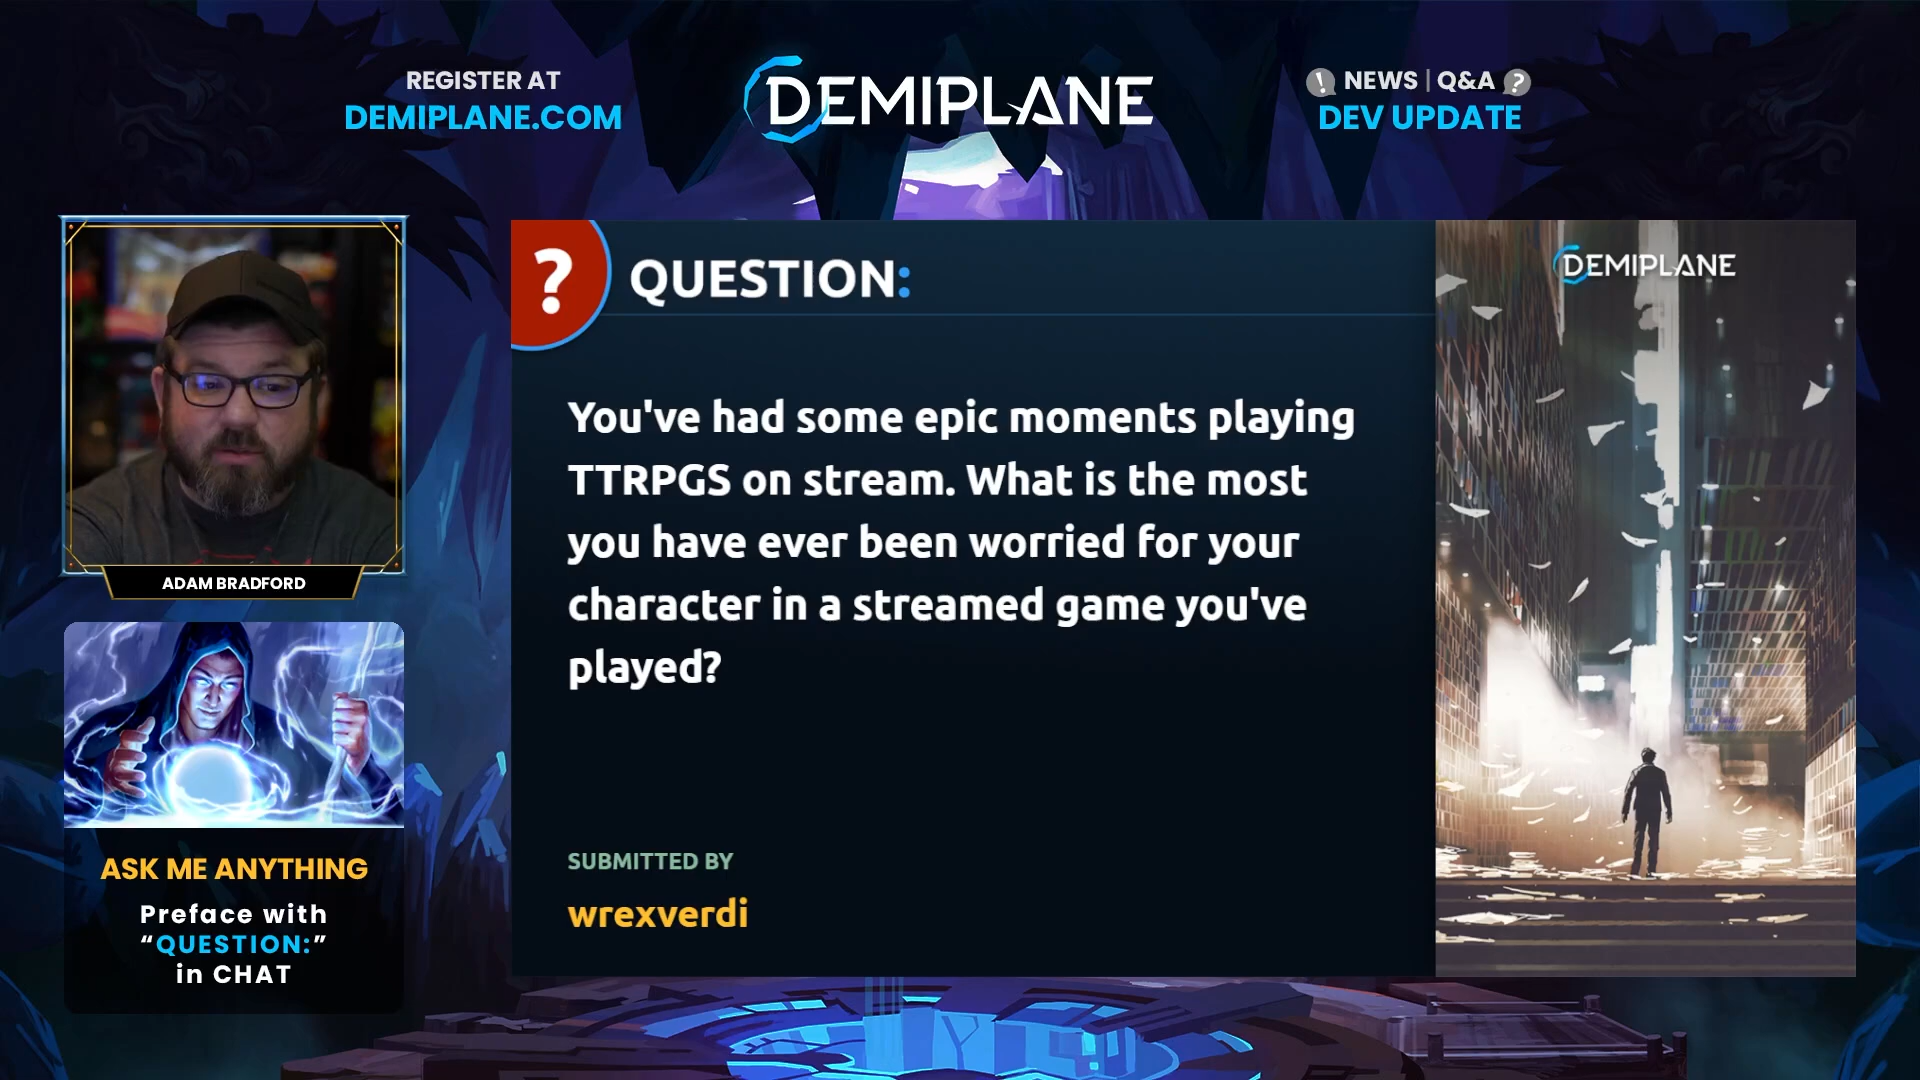 REGISTER AT
DEMIPLANE.COM
DEMIPLANE
! NEWS | Q&A ?
DEV UPDATE
ADAM BRADFORD
ASK ME ANYTHING
Preface with
“QUESTION:”
in CHAT
?
QUESTION:
You've had some epic moments playing
TTRPGS on stream. What is the most
you have ever been worried for your
character in a streamed game you've
played?
SUBMITTED BY
wrexverdi
DEMIPLANE